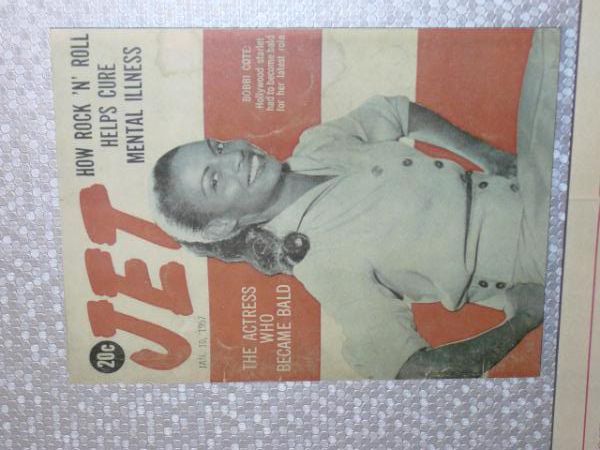 HOW ROCK 'N' ROLL
HELPS CURE
MENTAL ILLNESS
BOBBI COTE:
Hollywood starlet
had to become bald
for her latest role
JET
20c
JAN. 10, 1957
THE ACTRESS
WHO
BECAME BALD